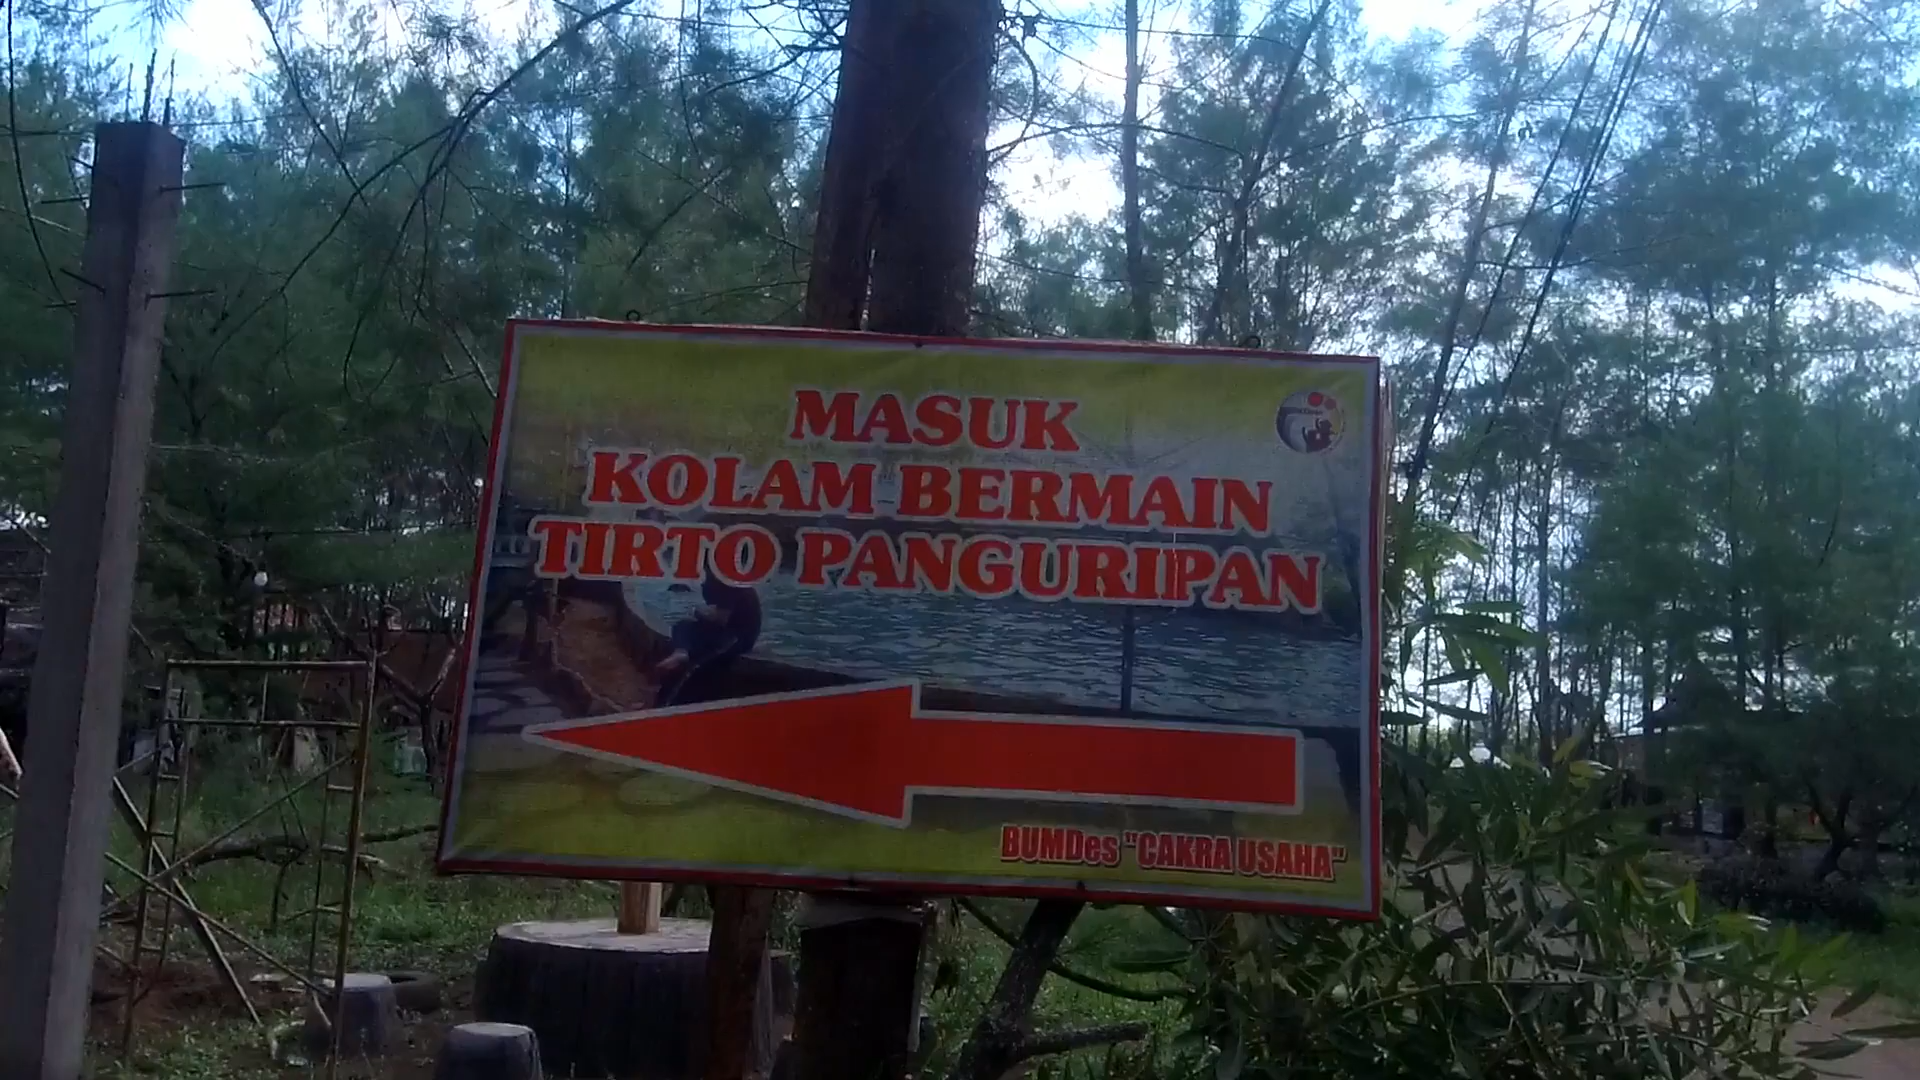 MASUK
KOLAM BERMAIN
TIRTO PANGURIPAN
BUMDes "CAKRA USAHA"